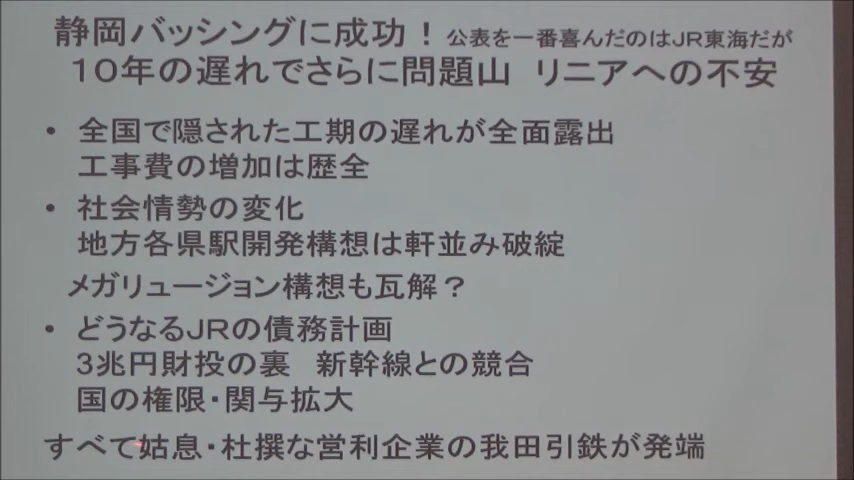 静岡バッシングに成功！ 公表を一番喜んだのはJR東海だが
１０年の遅れでさらに問題山　リニアへの不安
• 全国で隠された工期の遅れが全面露出
工事費の増加は歴全
• 社会情勢の変化
地方各県駅開発構想は軒並み破綻
メガリュージョン構想も瓦解？
• どうなるJRの債務計画
３兆円財投の裏　新幹線との競合
国の権限・関与拡大
すべて姑息・杜撰な営利企業の我田引鉄が発端